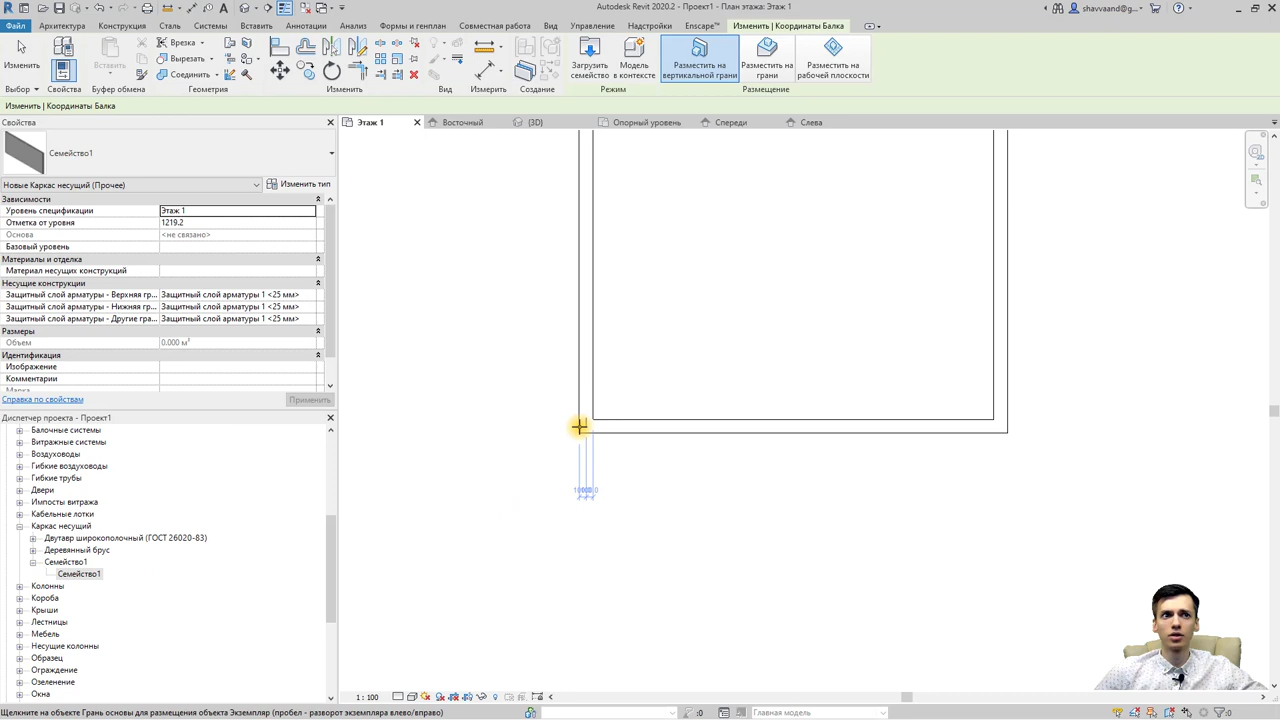 Autodesk Revit 2020.2 - Проект1 - План этажа: Этаж 1
shavvaand@g...
Файл Архитектура Конструкция Сталь Системы Вставить Аннотации Анализ Формы и генплан Совместная работа Вид Управление Надстройки Enscape™ Изменить | Координаты Балка
Изменить
Вставить
Врезка
Вырезать
Соединить
Загрузить семейство
Модель в контексте
Разместить на вертикальной грани
Разместить на грани
Разместить на рабочей плоскости
Выбор Свойства Буфер обмена Геометрия Изменить Вид Измерить Создание Режим Размещение
Изменить | Координаты Балка
Свойства
Этаж 1 Восточный (3D) Опорный уровень Спереди Слева
Семейство1
Новые Каркас несущий (Прочее) Изменить тип
Зависимости
Уровень спецификации Этаж 1
Отметка от уровня 1219.2
Основа <не связано>
Базовый уровень
Материалы и отделка
Материал несущих конструкций
Несущие конструкции
Защитный слой арматуры - Верхняя гр... Защитный слой арматуры 1 <25 мм>
Защитный слой арматуры - Нижняя гр... Защитный слой арматуры 1 <25 мм>
Защитный слой арматуры - Другие гра... Защитный слой арматуры 1 <25 мм>
Размеры
Объем 0.000 м³
Идентификация
Изображение
Комментарии
Марка
Справка по свойствам Применить
Диспетчер проекта - Проект1
Балочные системы
Витражные системы
Воздуховоды
Гибкие воздуховоды
Гибкие трубы
Двери
Импосты витража
Кабельные лотки
Каркас несущий
Двутавр широкополочный (ГОСТ 26020-83)
Деревянный брус
Семейство1
Семейство1
Колонны
Короба
Крыши
Лестницы
Мебель
Несущие колонны
Образец
Ограждение
Озеленение
Окна
1 : 100
Щелкните на объекте Грань основы для размещения объекта Экземпляр (пробел - разворот экземпляра влево/вправо) :0 Главная модель :0